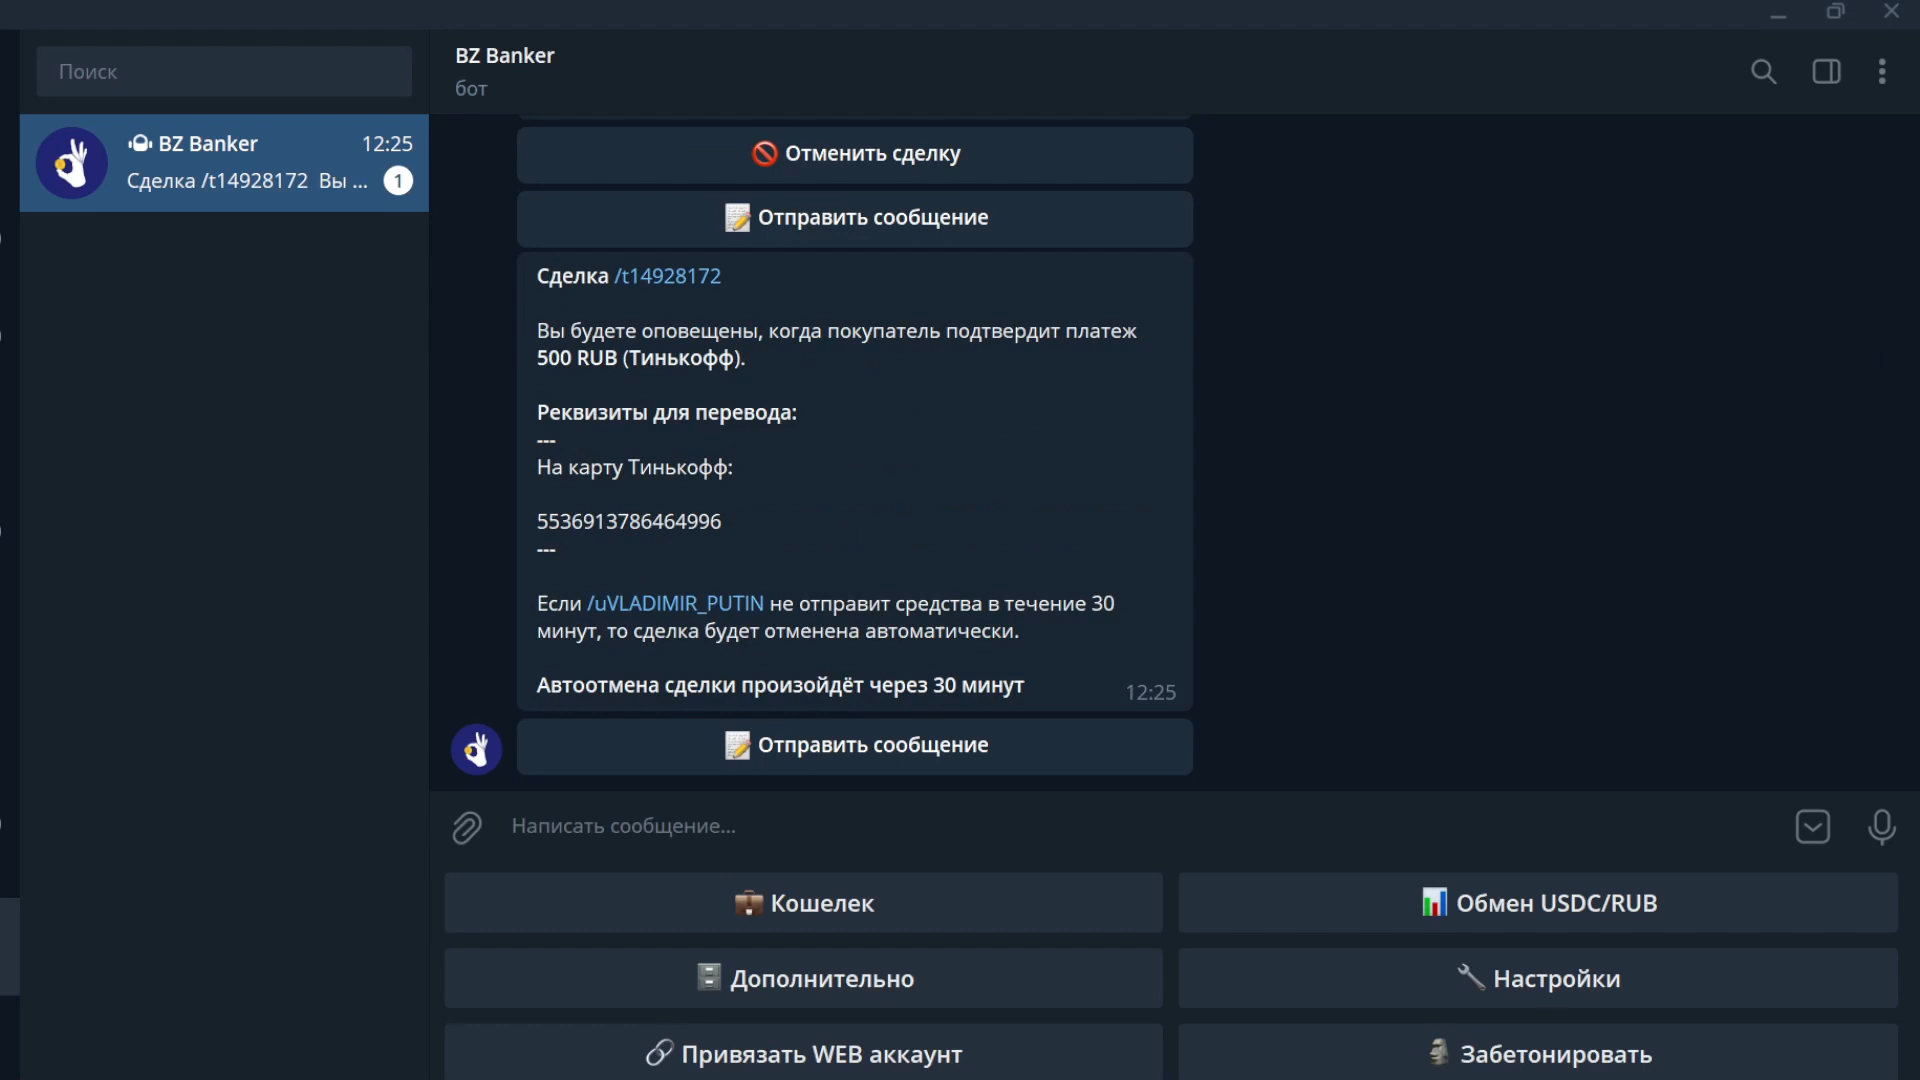 Поиск
BZ Banker
12:25
Сделка /t14928172 Вы ...
1
BZ Banker
бот
Отменить сделку
Отправить сообщение
Сделка /t14928172
Вы будете оповещены, когда покупатель подтвердит платеж
500 RUB (Тинькофф).
Реквизиты для перевода:
---
На карту Тинькофф:
5536913786464996
---
Если /uVLADIMIR_PUTIN не отправит средства в течение 30
минут, то сделка будет отменена автоматически.
Автоотмена сделки произойдёт через 30 минут
12:25
Отправить сообщение
Написать сообщение...
Кошелек
Обмен USDC/RUB
Дополнительно
Настройки
Привязать WEB аккаунт
Забетонировать